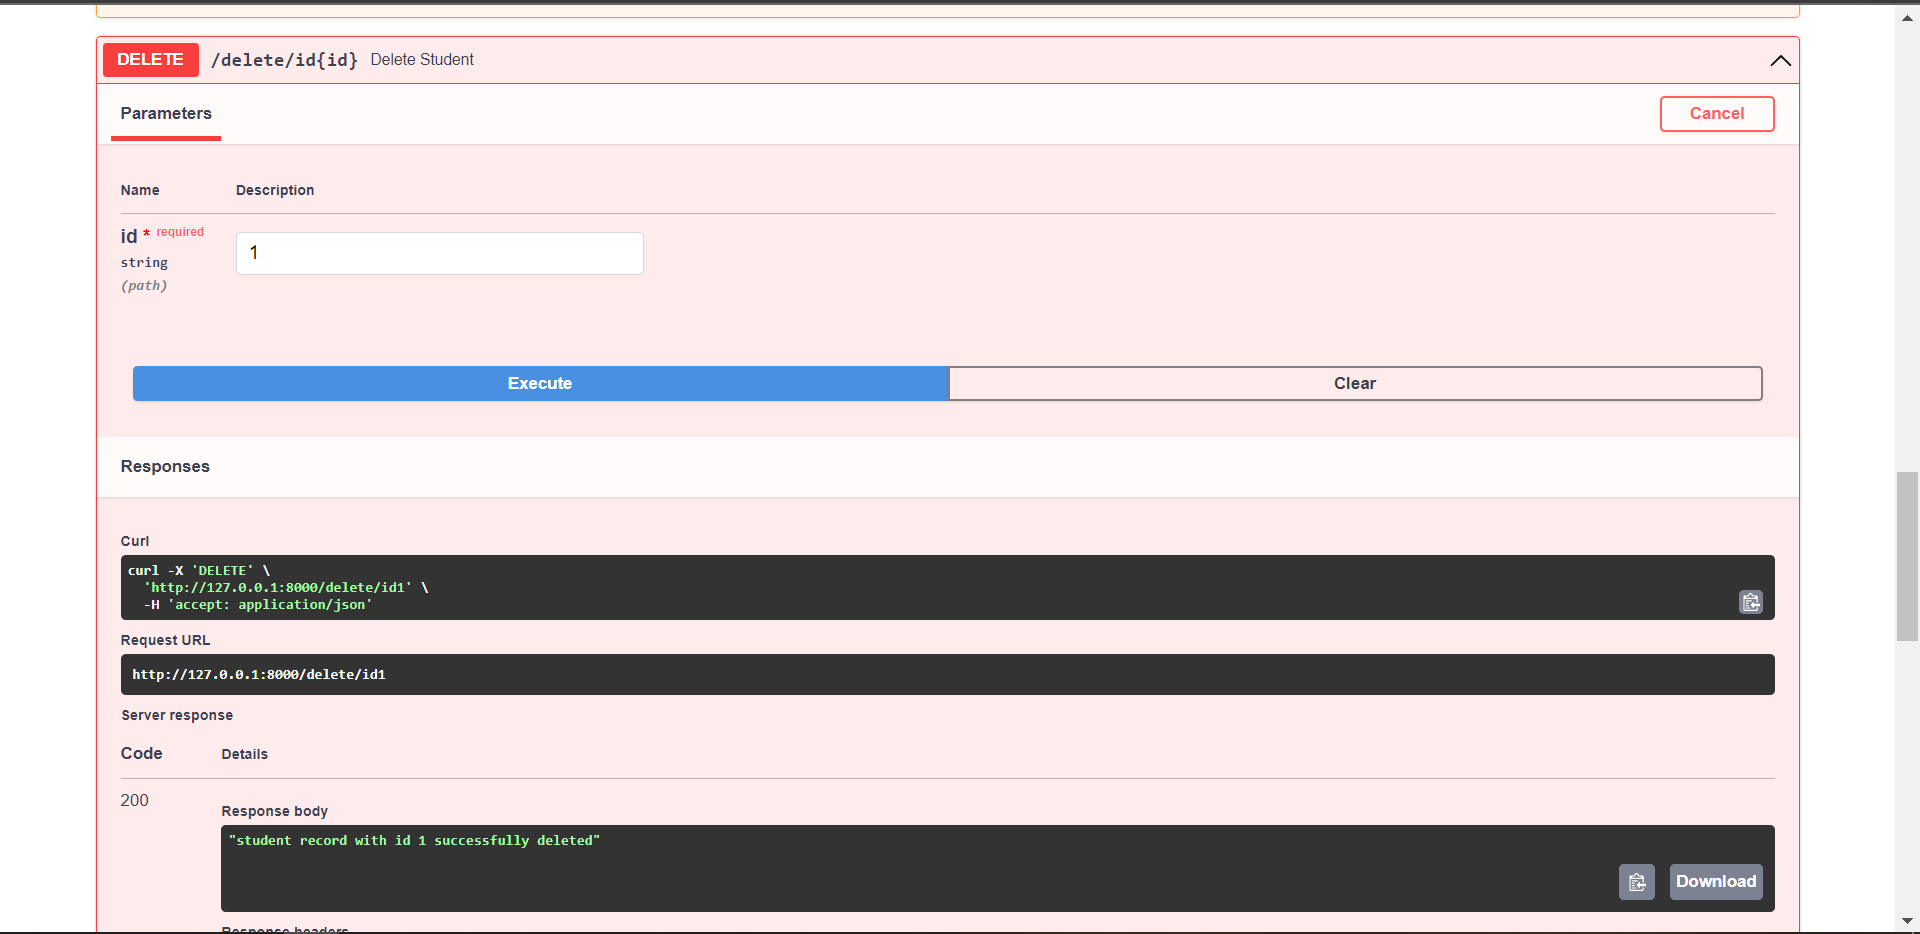 DELETE /delete/id{id} Delete Student
Parameters
Cancel
Name Description
id * required
string
(path)
1
Execute Clear
Responses
Curl
curl -X 'DELETE' \
  'http://127.0.0.1:8000/delete/id1' \
  -H 'accept: application/json'
Request URL
http://127.0.0.1:8000/delete/id1
Server response
Code Details
200
Response body
"student record with id 1 successfully deleted"
Download
Response headers